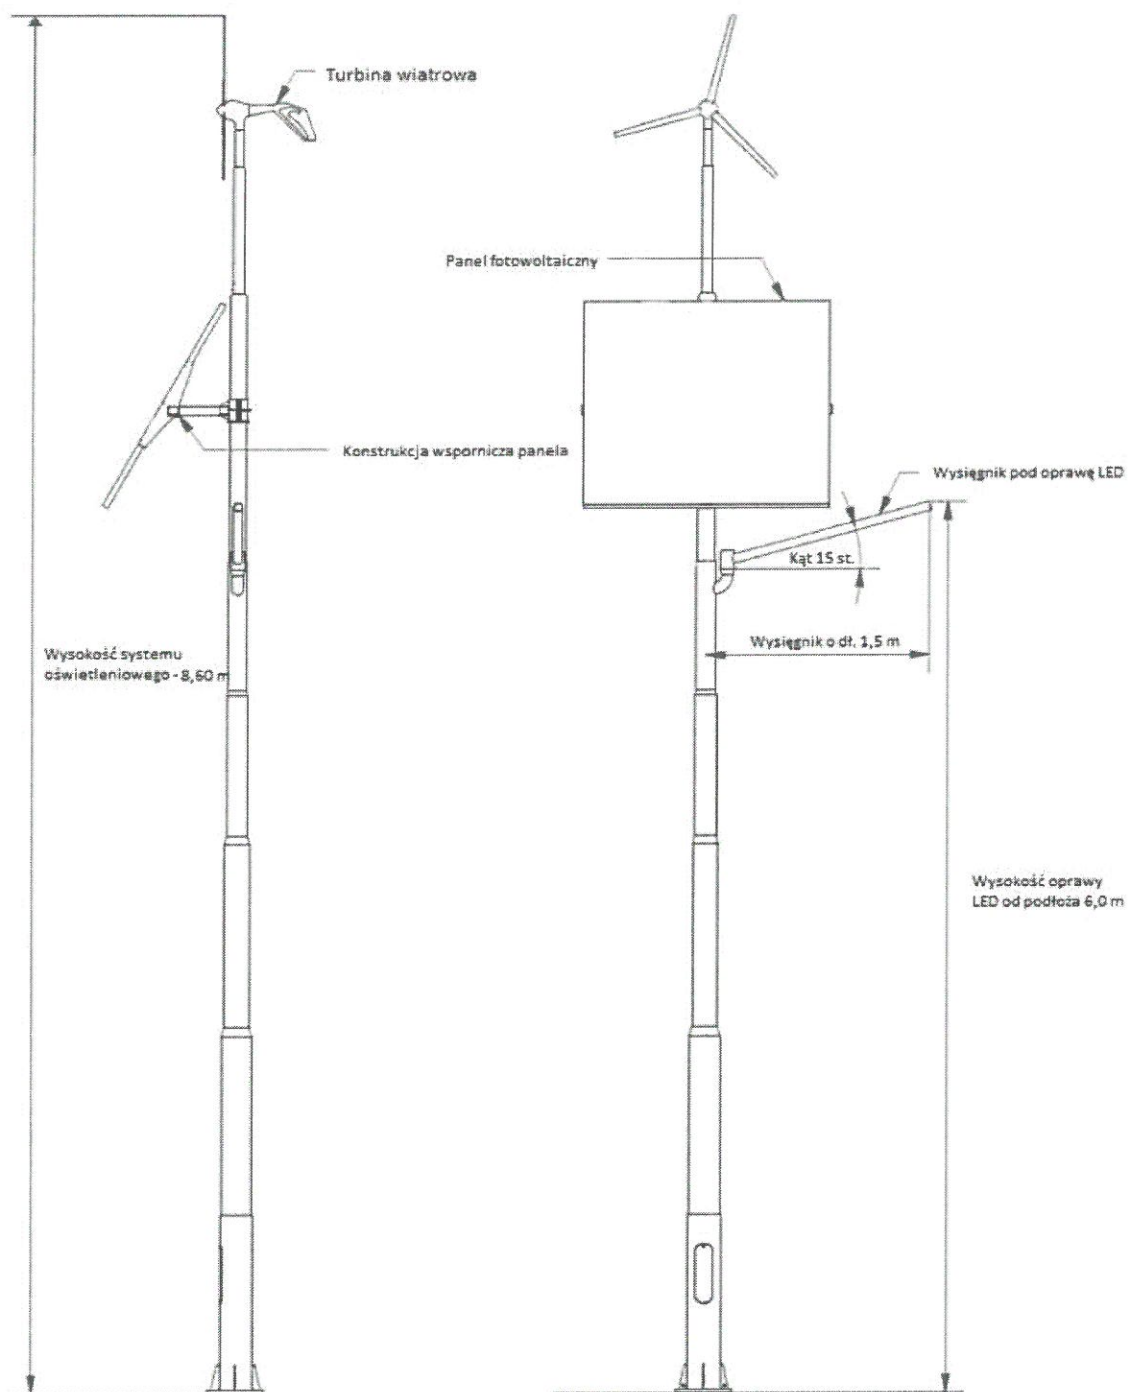 Turbina wiatrowa
Panel fotowoltaiczny
Konstrukcja wspornicza panela
Wysięgnik pod oprawę LED
Kąt 15 st.
Wysięgnik o dł. 1,5 m
Wysokość systemu
oświetleniowego - 8,60 m
Wysokość oprawy
LED od podłoża 6,0 m